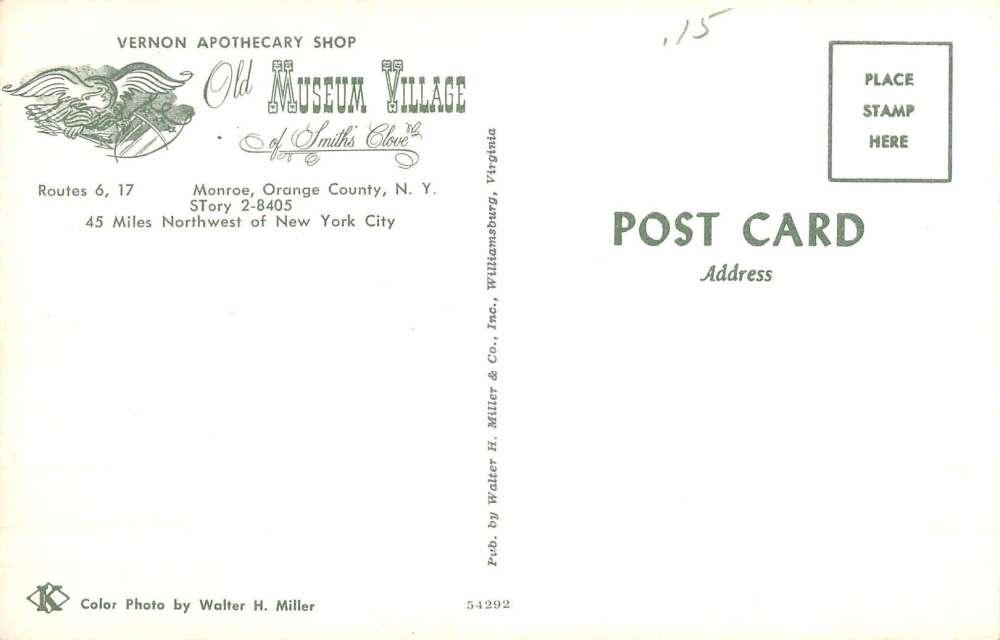 VERNON APOTHECARY SHOP
Old MUSEUM VILLAGE
of Smith's Clove
Routes 6, 17 Monroe, Orange County, N. Y.
STory 2-8405
45 Miles Northwest of New York City
.15
PLACE
STAMP
HERE
POST CARD
Address
Pub. by Walter H. Miller & Co., Inc., Williamsburg, Virginia
K
Color Photo by Walter H. Miller
54292